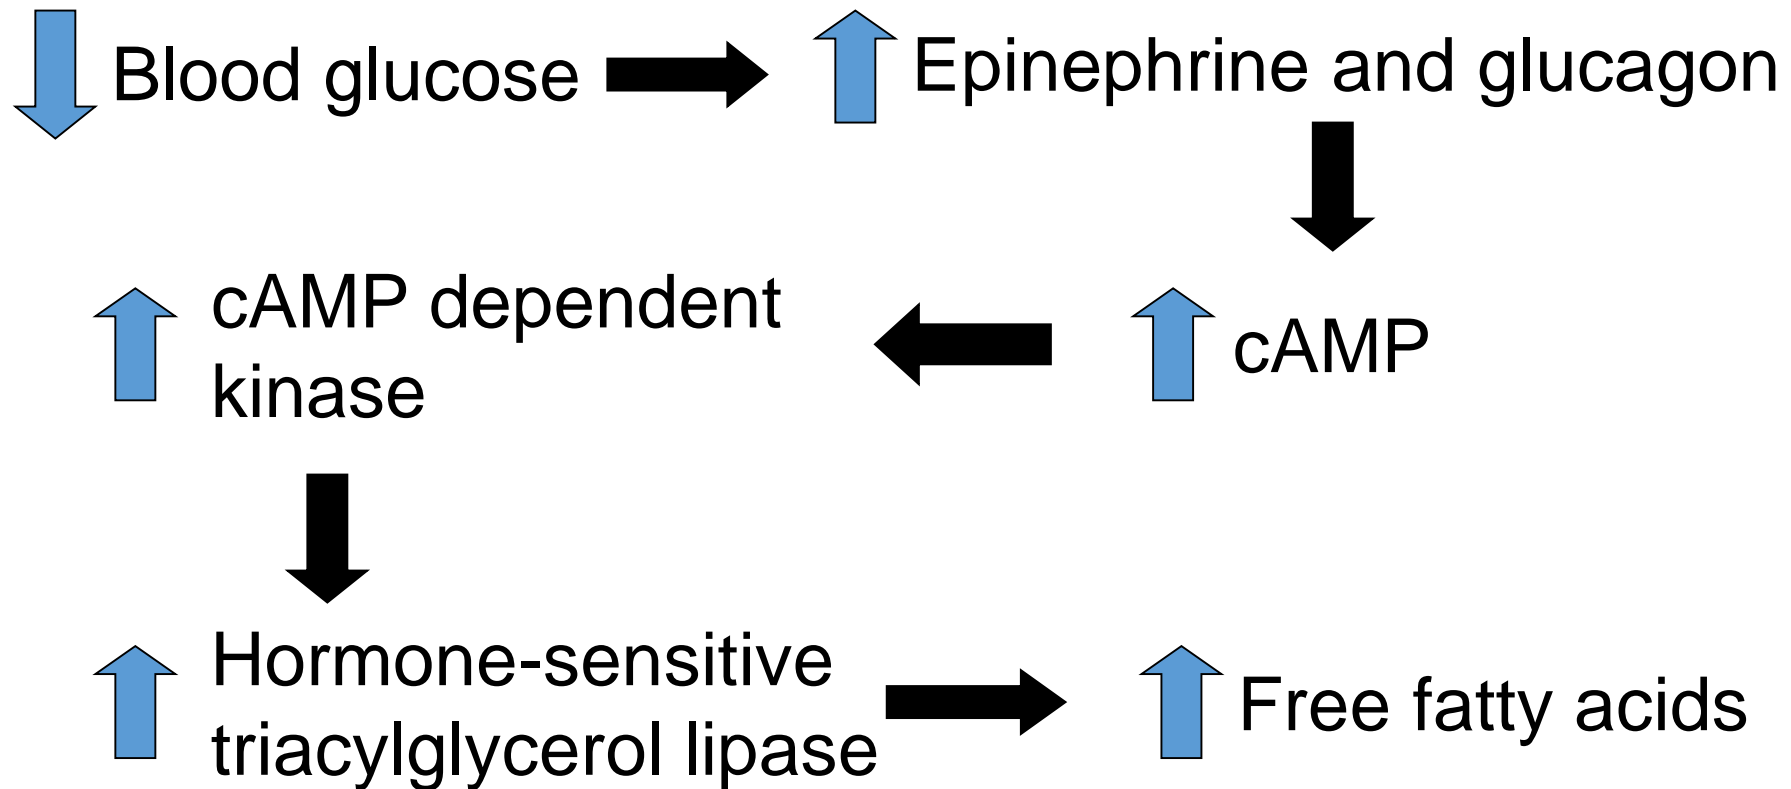 Blood glucose
Epinephrine and glucagon
cAMP dependent
kinase
cAMP
Hormone-sensitive
triacylglycerol lipase
Free fatty acids